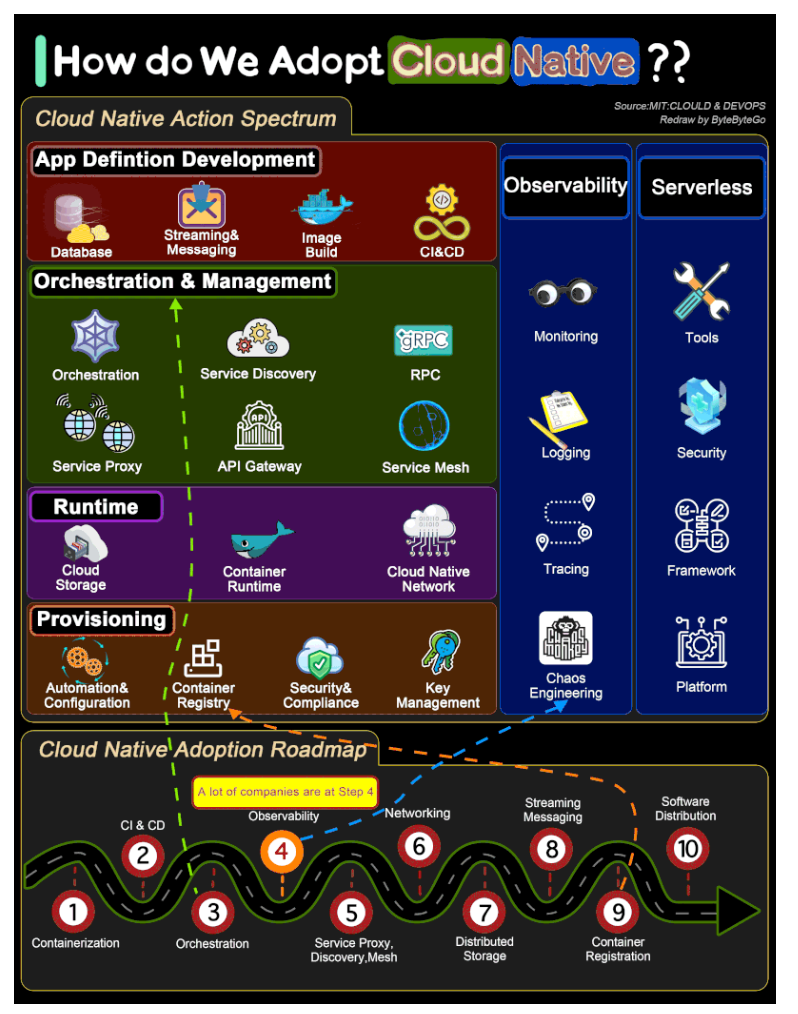 How do We Adopt Cloud Native ??
Source:MIT:CLOULD & DEVOPS
Redraw by ByteByteGo
Cloud Native Action Spectrum
App Defintion Development
Database
Streaming&
Messaging
Image
Build
CI&CD
Orchestration & Management
Orchestration
Service Discovery
gRPC
RPC
Service Proxy
API
API Gateway
Service Mesh
Runtime
Cloud
Storage
Container
Runtime
Cloud Native
Network
Provisioning
Automation&
Configuration
Container
Registry
Security&
Compliance
Key
Management
Observability
Monitoring
Logging
Tracing
CHAOS
MONKEY
Chaos
Engineering
Serverless
Tools
Security
Framework
Platform
Cloud Native Adoption Roadmap
A lot of companies are at Step 4
1
Containerization
CI & CD
2
3
Orchestration
Observability
4
5
Service Proxy,
Discovery,Mesh
Networking
6
7
Distributed
Storage
Streaming
Messaging
8
9
Container
Registration
Software
Distribution
10